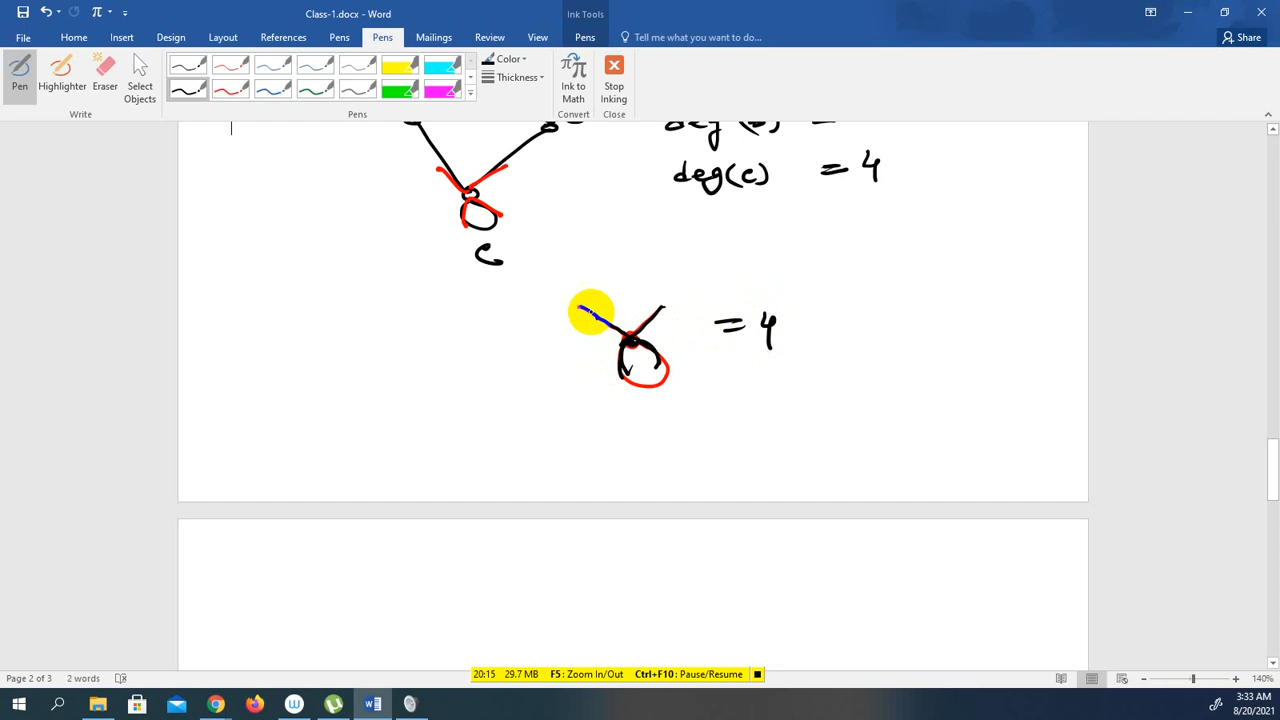 Class-1.docx - Word
Ink Tools
File Home Insert Design Layout References Pens Pens Mailings Review View Pens Tell me what you want to do... Share
Pen Highlighter Eraser Select Objects
Color Thickness
Ink to Math
Stop Inking
Write Pens Convert Close
deg(c) = 4
c
= 4
20:15 29.7 MB F5: Zoom In/Out Ctrl+F10: Pause/Resume
Page 2 of 3 2 words 140%
3:33 AM
8/20/2021